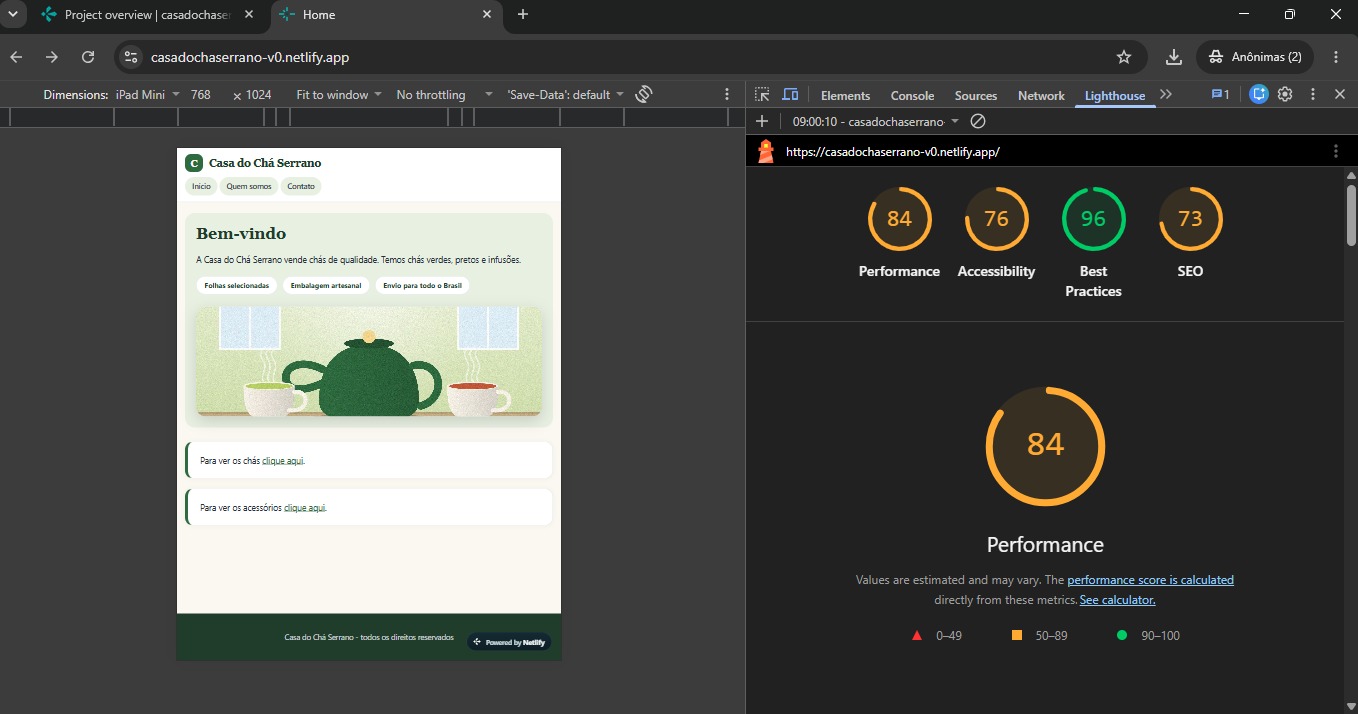 Project overview | casadochaser
Home
casadochaserrano-v0.netlify.app
Anônimas (2)
Dimensions: iPad Mini 768 × 1024 Fit to window No throttling 'Save-Data': default
Elements Console Sources Network Lighthouse 1
09:00:10 - casadochaserrano-
https://casadochaserrano-v0.netlify.app/
C Casa do Chá Serrano
Inicio Quem somos Contato
Bem-vindo
A Casa do Chá Serrano vende chás de qualidade. Temos chás verdes, pretos e infusões.
Folhas selecionadas Embalagem artesanal Envio para todo o Brasil
Para ver os chás clique aqui.
Para ver os acessórios clique aqui.
Casa do Chá Serrano - todos os direitos reservados
Powered by Netlify
84 76 96 73
Performance Accessibility Best Practices SEO
84
Performance
Values are estimated and may vary. The performance score is calculated
directly from these metrics. See calculator.
0–49 50–89 90–100